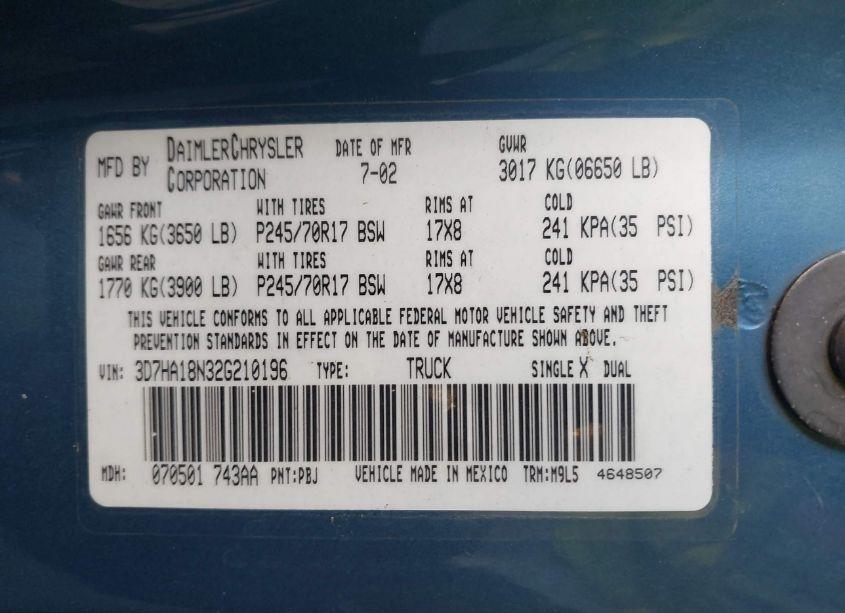 MFD BY DAIMLERCHRYSLER CORPORATION DATE OF MFR 7-02 GVWR 3017 KG(06650 LB)
GAWR FRONT WITH TIRES RIMS AT COLD
1656 KG(3650 LB) P245/70R17 BSW 17X8 241 KPA(35 PSI)
GAWR REAR WITH TIRES RIMS AT COLD
1770 KG(3900 LB) P245/70R17 BSW 17X8 241 KPA(35 PSI)
THIS VEHICLE CONFORMS TO ALL APPLICABLE FEDERAL MOTOR VEHICLE SAFETY AND THEFT
PREVENTION STANDARDS IN EFFECT ON THE DATE OF MANUFACTURE SHOWN ABOVE.
VIN: 3D7HA18N32G210196 TYPE: TRUCK SINGLE X DUAL
MDH: 070501 743AA PNT:PBJ VEHICLE MADE IN MEXICO TRM:M9L5 4648507